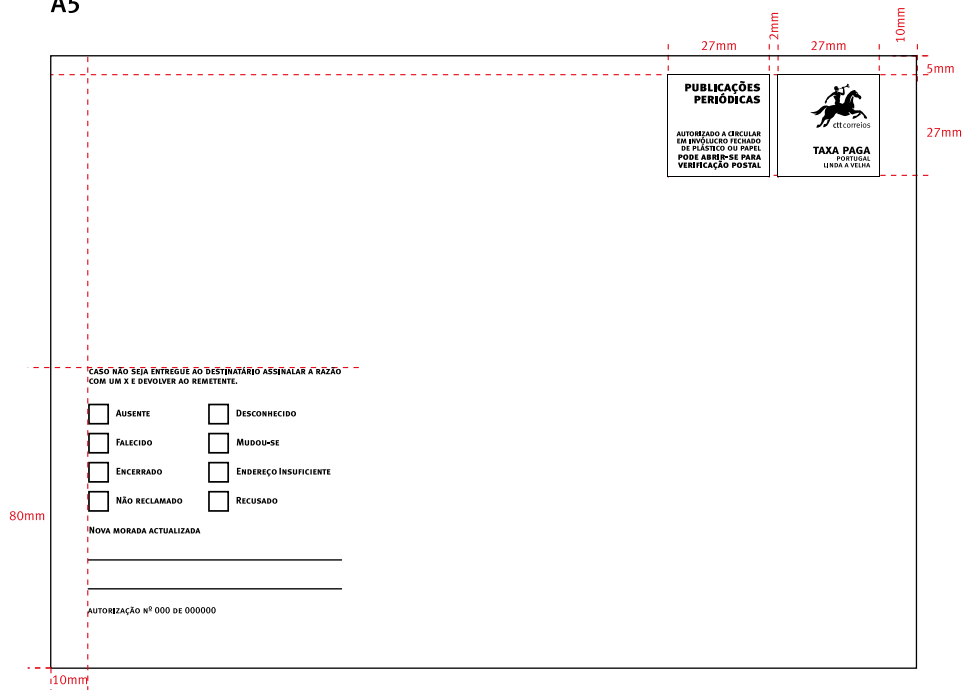 A5
27mm
2mm
27mm
10mm
5mm
27mm
PUBLICAÇÕES
PERIÓDICAS
AUTORIZADO A CIRCULAR
EM INVÓLUCRO FECHADO
DE PLÁSTICO OU PAPEL
PODE ABRIR-SE PARA
VERIFICAÇÃO POSTAL
ctt correios
TAXA PAGA
PORTUGAL
LINDA A VELHA
CASO NÃO SEJA ENTREGUE AO DESTINATÁRIO ASSINALAR A RAZÃO
COM UM X E DEVOLVER AO REMETENTE.
AUSENTE
DESCONHECIDO
FALECIDO
MUDOU-SE
ENCERRADO
ENDEREÇO INSUFICIENTE
NÃO RECLAMADO
RECUSADO
80mm
NOVA MORADA ACTUALIZADA
AUTORIZAÇÃO Nº 000 DE 000000
10mm